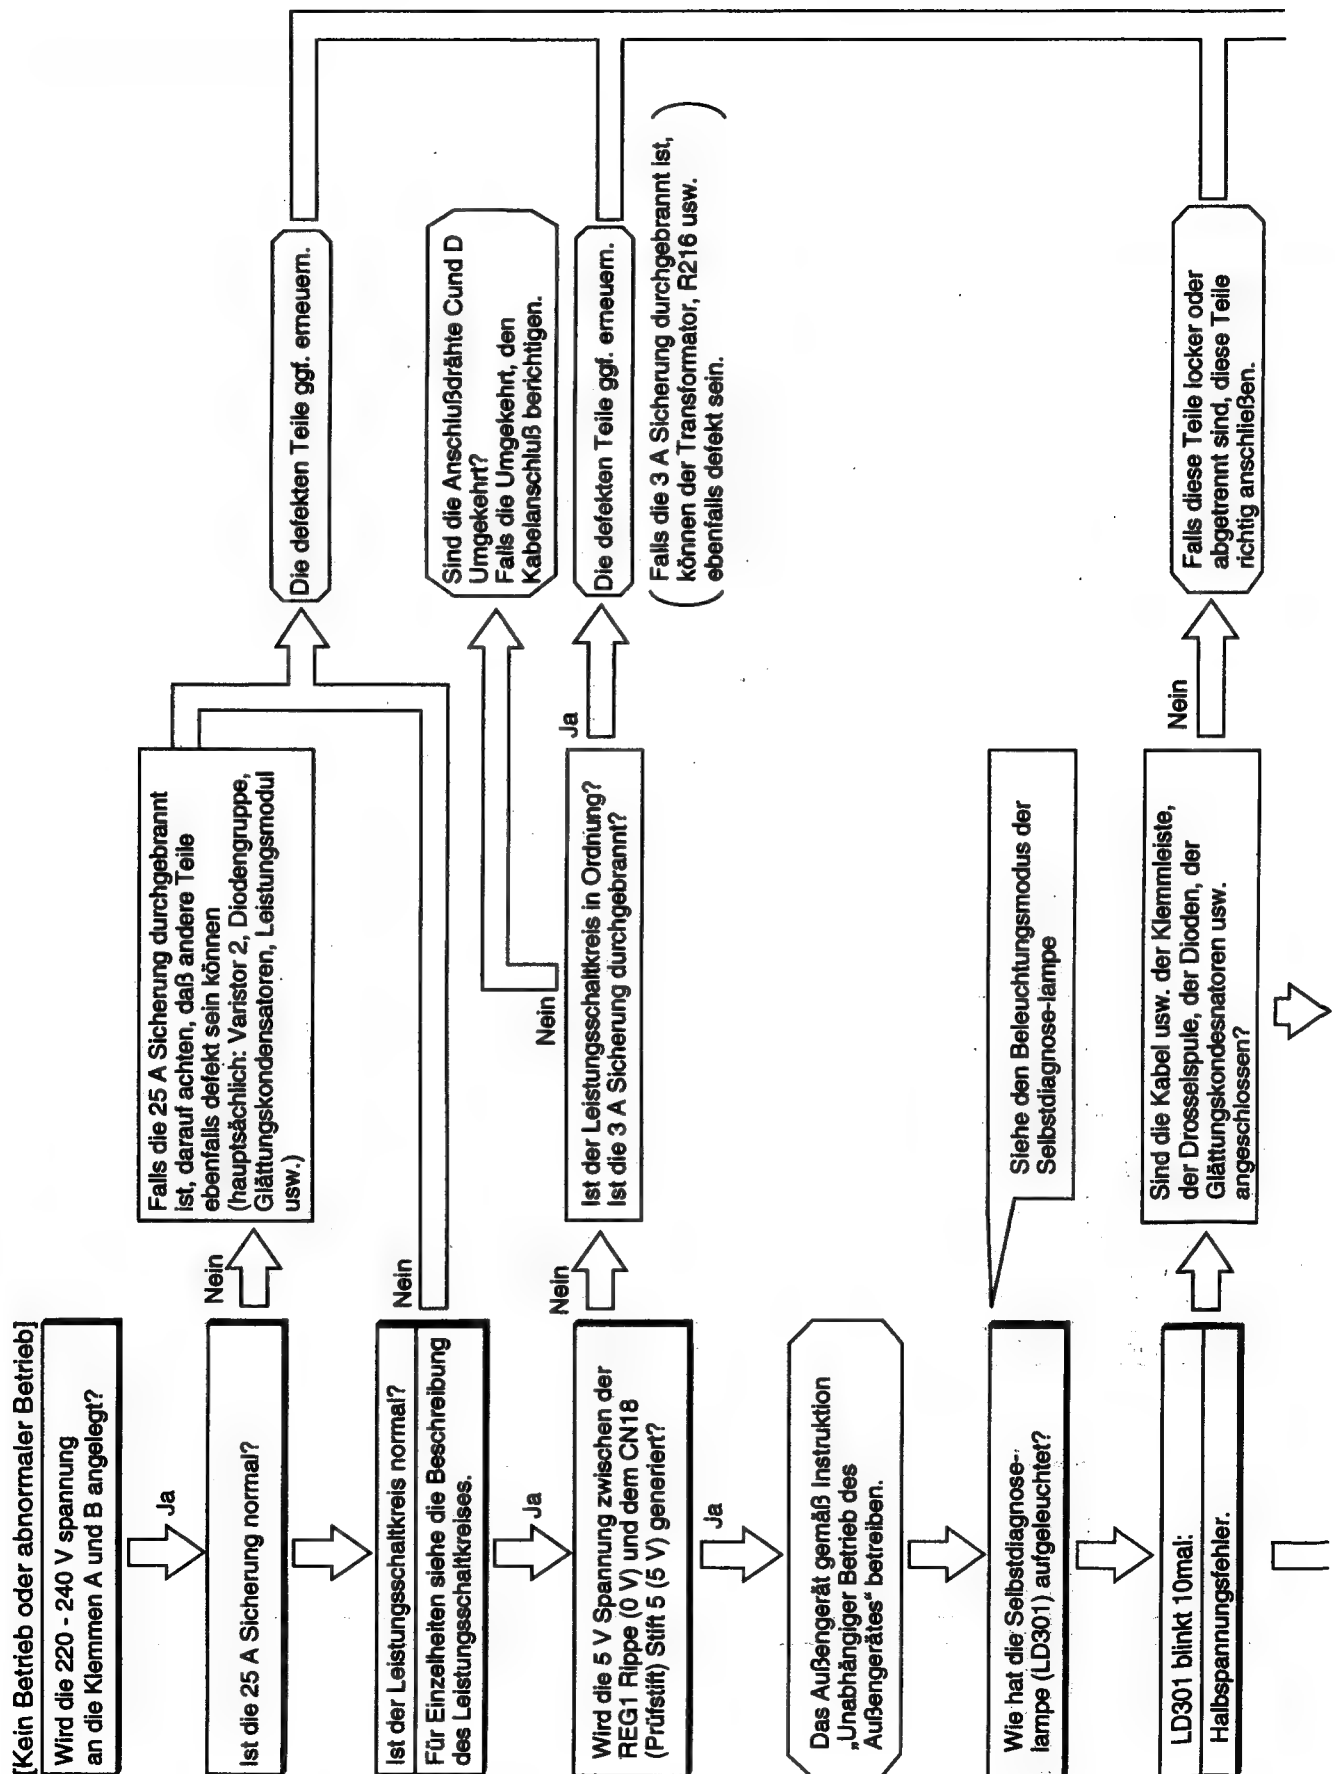 [Kein Betrieb oder abnormaler Betrieb]
Wird die 220 - 240 V spannung
an die Klemmen A und B angelegt?
Ja
Ist die 25 A Sicherung normal?
Nein
Falls die 25 A Sicherung durchgebrannt
ist, darauf achten, daß andere Teile
ebenfalls defekt sein können
(hauptsächlich: Varistor 2, Diodengruppe,
Glättungskondensatoren, Leistungsmodul
usw.)
Die defekten Teile ggf. erneuern.
Ist der Leistungsschaltkreis normal?
Für Einzelheiten siehe die Beschreibung
des Leistungsschaltkreises.
Nein
Ja
Wird die 5 V Spannung zwischen der
REG1 Rippe (0 V) und dem CN18
(Prüfstift) Stift 5 (5 V) generiert?
Nein
Ist der Leistungsschaltkreis in Ordnung?
Ist die 3 A Sicherung durchgebrannt?
Nein
Sind die Anschlußdrähte Cund D
Umgekehrt?
Falls die Umgekehrt, den
Kabelanschluß berichtigen.
Ja
Die defekten Teile ggf. erneuern.
(Falls die 3 A Sicherung durchgebrannt ist,
können der Transformator, R216 usw.
ebenfalls defekt sein.)
Ja
Das Außengerät gemäß Instruktion
„Unabhängiger Betrieb des
Außengerätes“ betreiben.
Wie hat die Selbstdiagnose-
lampe (LD301) aufgeleuchtet?
Siehe den Beleuchtungsmodus der
Selbstdiagnose-lampe
LD301 blinkt 10mal:
Halbspannungsfehler.
Sind die Kabel usw. der Klemmleiste,
der Drosselspule, der Dioden, der
Glättungskondesnatoren usw.
angeschlossen?
Nein
Falls diese Teile locker oder
abgetrennt sind, diese Teile
richtig anschließen.